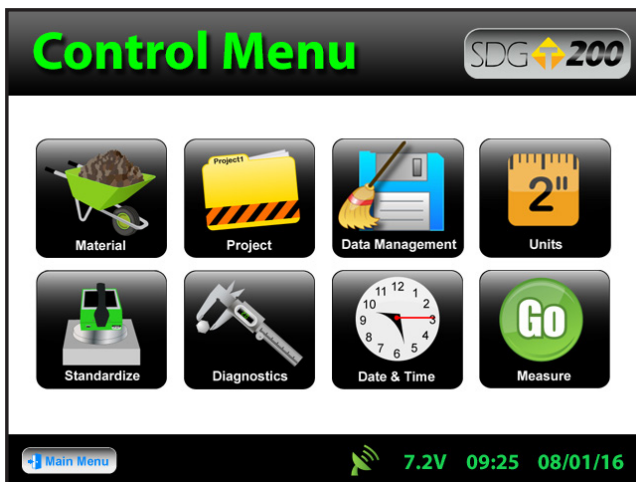 Control Menu
SDG T 200
Project1
2"
Material
Project
Data Management
Units
12
11
1
10
2
9
3
8
4
7
5
6
Go
Standardize
Diagnostics
Date & Time
Measure
Main Menu
7.2V 09:25 08/01/16